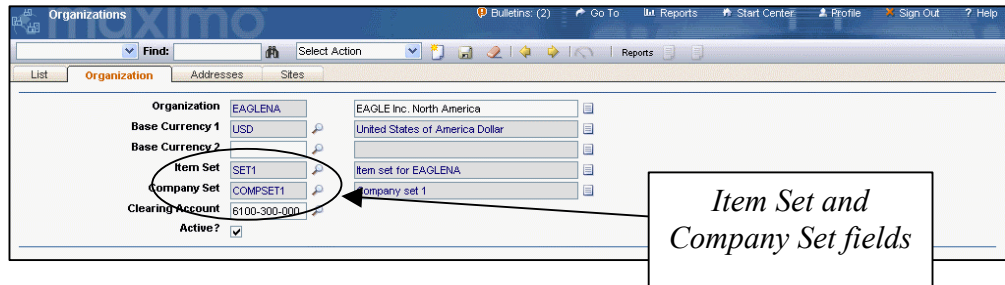 Organizations
maximo
Bulletins: (2) Go To Reports Start Center Profile Sign Out ? Help
Find: Select Action Reports
List Organization Addresses Sites
Organization EAGLENA EAGLE Inc. North America
Base Currency 1 USD United States of America Dollar
Base Currency 2
Item Set SET1 Item set for EAGLENA
Company Set COMPSET1 Company set 1
Clearing Account 6100-300-000
Active?
Item Set and
Company Set fields